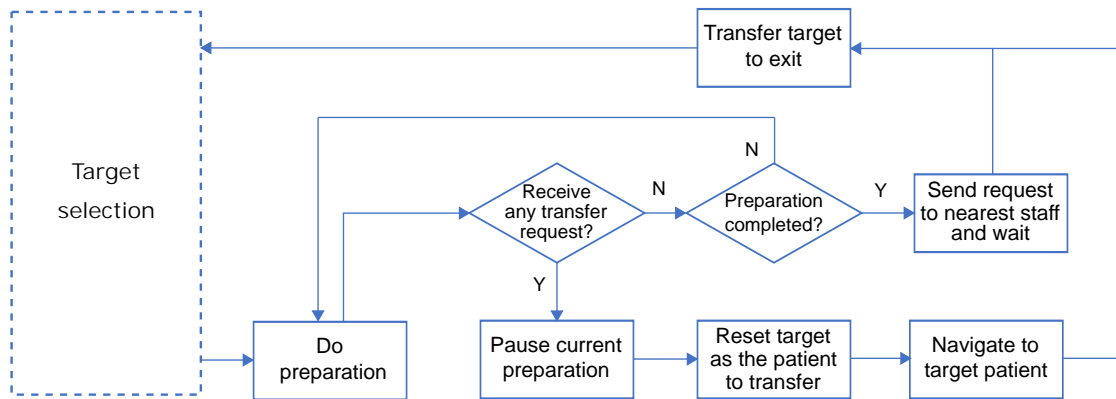 Transfer target
to exit
Target
selection
N
Receive
any transfer
request?
N
Preparation
completed?
Y
Send request
to nearest staff
and wait
Y
Do
preparation
Pause current
preparation
Reset target
as the patient
to transfer
Navigate to
target patient